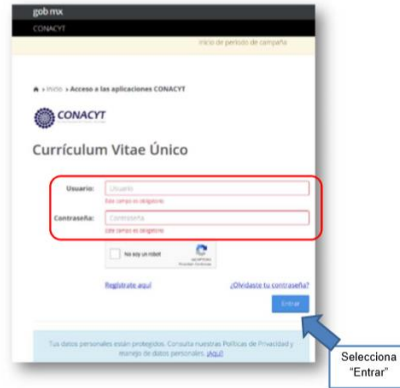 gob mx
CONACYT
inicio de periodo de campaña
> Inicio > Acceso a las aplicaciones CONACYT
CONACYT
Currículum Vitae Único
Usuario:
Usuario
Este campo es obligatorio
Contraseña:
Contraseña
Este campo es obligatorio
No soy un robot
reCAPTCHA
Regístrate aquí
¿Olvidaste tu contraseña?
Entrar
Tus datos personales están protegidos. Consulta nuestras Políticas de Privacidad y
manejo de datos personales. ¡Aquí!
Selecciona
"Entrar"